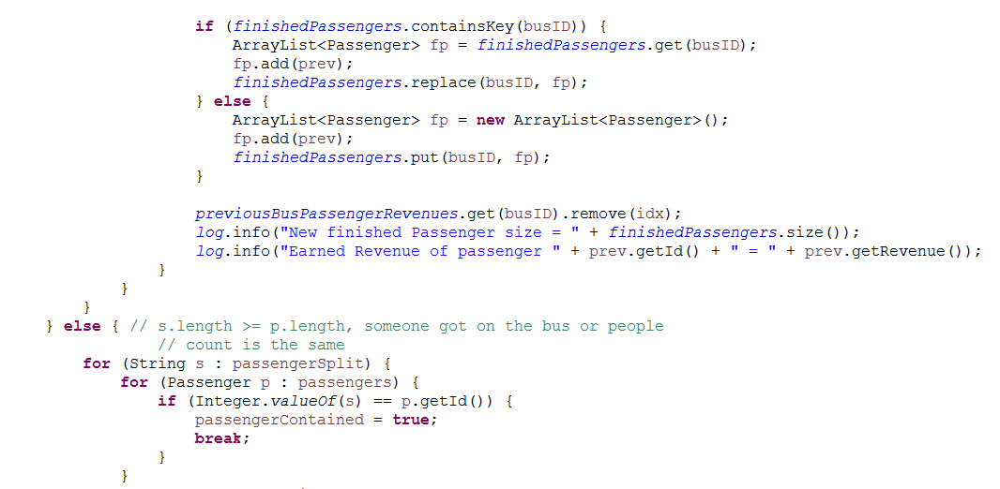 if (finishedPassengers.containsKey(busID)) {
ArrayList<Passenger> fp = finishedPassengers.get(busID);
fp.add(prev);
finishedPassengers.replace(busID, fp);
} else {
ArrayList<Passenger> fp = new ArrayList<Passenger>();
fp.add(prev);
finishedPassengers.put(busID, fp);
}
previousBusPassengerRevenues.get(busID).remove(idx);
log.info("New finished Passenger size = " + finishedPassengers.size());
log.info("Earned Revenue of passenger " + prev.getId() + " = " + prev.getRevenue());
}
}
}
} else { // s.length >= p.length, someone got on the bus or people
// count is the same
for (String s : passengerSplit) {
for (Passenger p : passengers) {
if (Integer.valueOf(s) == p.getId()) {
passengerContained = true;
break;
}
}